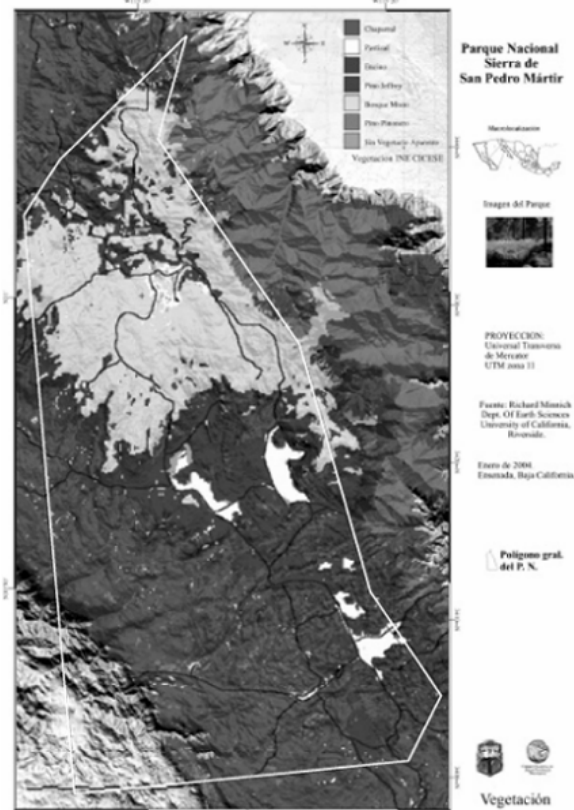 Chaparral
Pastizal
Encino
Pino Jeffrey
Bosque Mixto
Pino Piñonero
Sin Vegetación Aparente
Vegetación INE CICESE
Parque Nacional
Sierra de
San Pedro Mártir
Macrolocalización
Imagen del Parque
PROYECCION:
Universal Transversa
de Mercator
UTM zona 11
Fuente: Richard Minnich
Dept. Of Earth Sciences
University of California,
Riverside.
Enero de 2004.
Ensenada, Baja California.
Polígono gral.
del P. N.
Vegetación